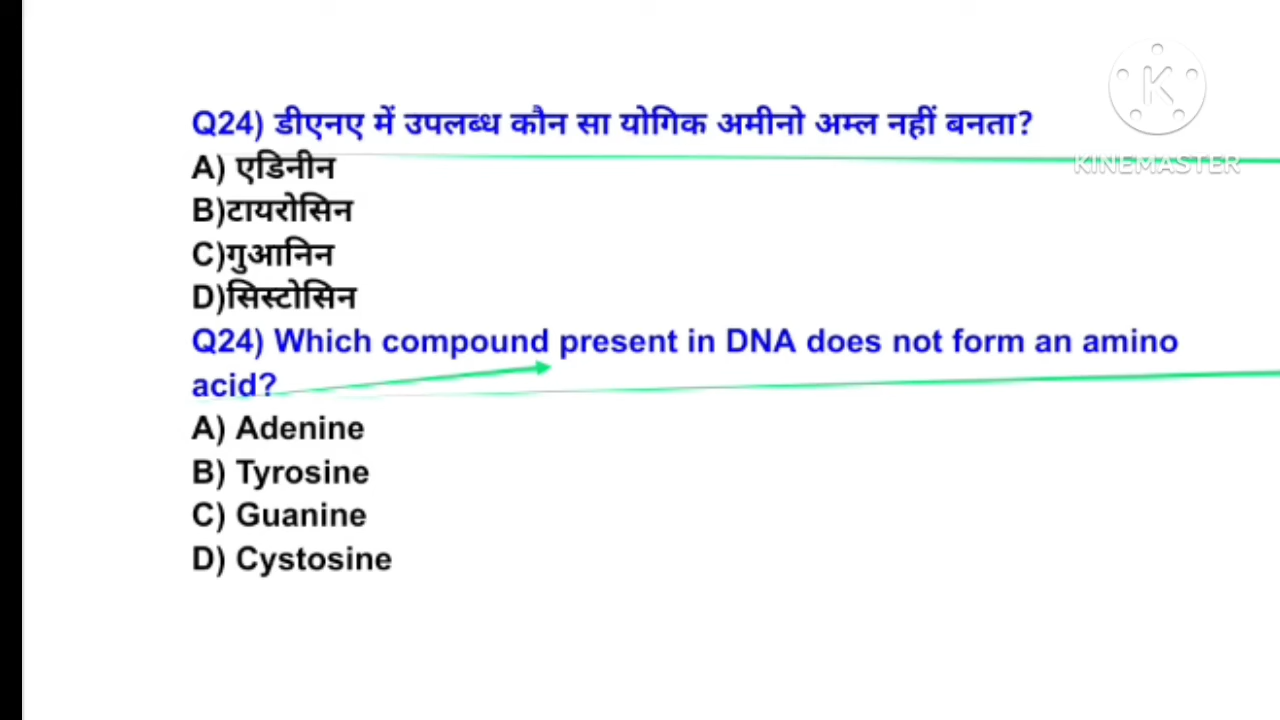 Q24) डीएनए में उपलब्ध कौन सा योगिक अमीनो अम्ल नहीं बनता?
A) एडिनीन
B)टायरोसिन
C)गुआनिन
D)सिस्टोसिन
Q24) Which compound present in DNA does not form an amino
acid?
A) Adenine
B) Tyrosine
C) Guanine
D) Cystosine
K
KINEMASTER